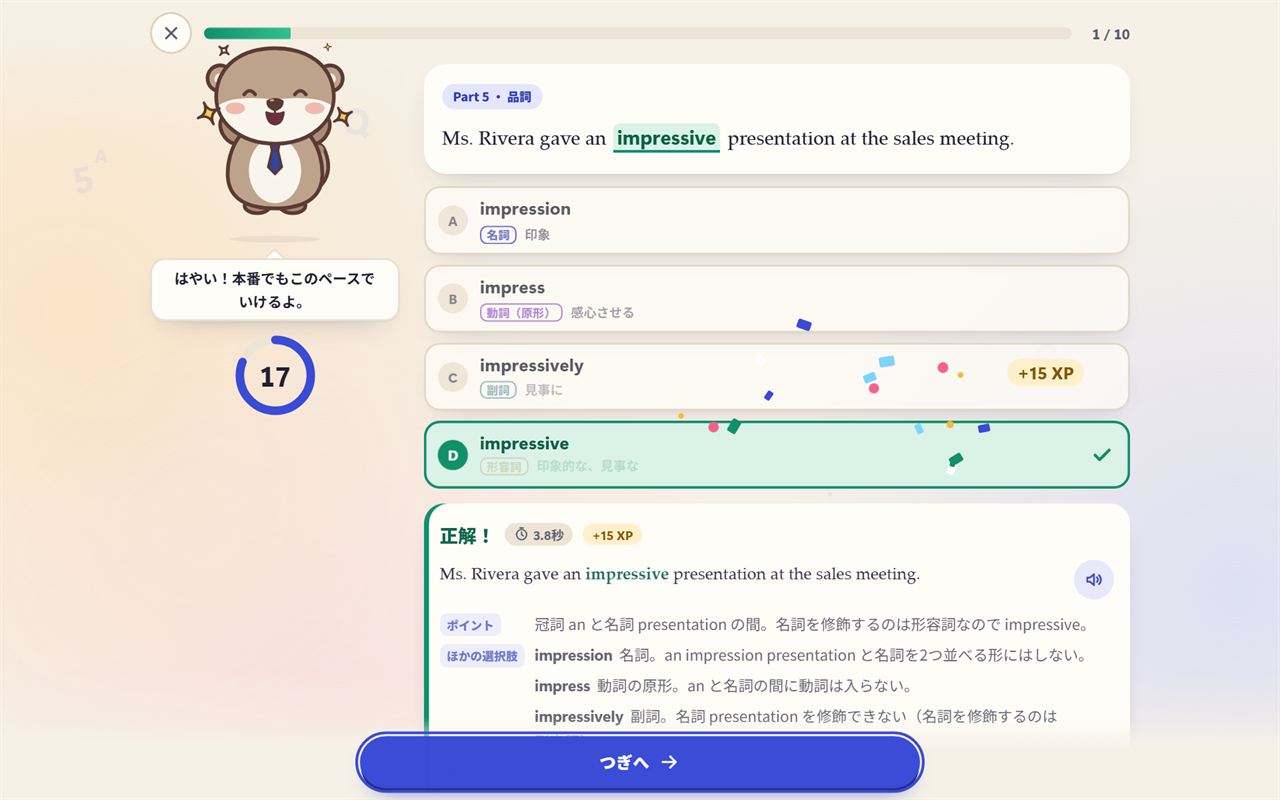 1 / 10
Part 5 ・ 品詞
Ms. Rivera gave an impressive presentation at the sales meeting.
はやい！本番でもこのペースで
いけるよ。
17
A
impression
名詞 印象
B
impress
動詞（原形） 感心させる
C
impressively
副詞 見事に
+15 XP
D
impressive
形容詞 印象的な、見事な
正解！ 3.8秒 +15 XP
Ms. Rivera gave an impressive presentation at the sales meeting.
ポイント 冠詞 an と名詞 presentation の間。名詞を修飾するのは形容詞なので impressive。
ほかの選択肢 impression 名詞。an impression presentation と名詞を2つ並べる形にはしない。
impress 動詞の原形。an と名詞の間に動詞は入らない。
impressively 副詞。名詞 presentation を修飾できない（名詞を修飾するのは
つぎへ →
5
A
Q